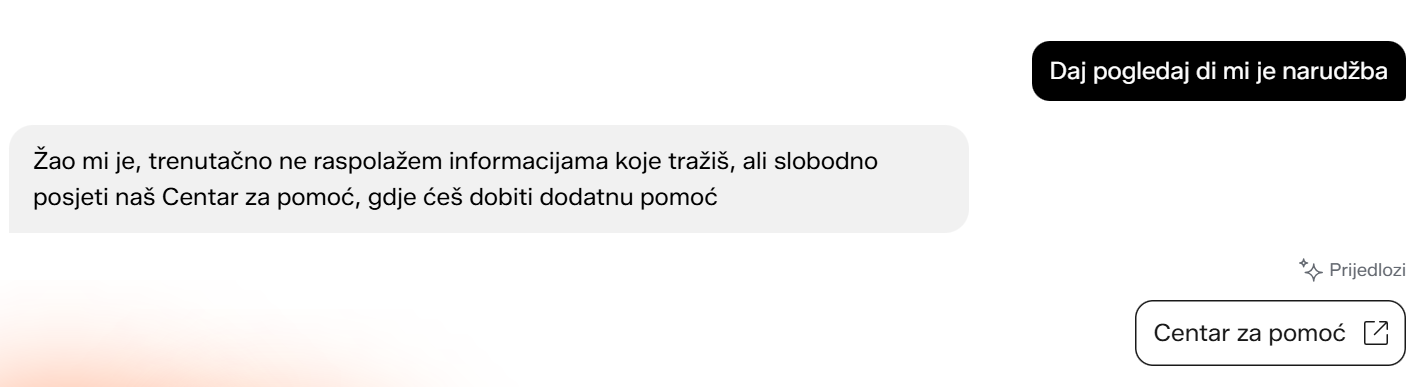 Daj pogledaj di mi je narudžba
Žao mi je, trenutačno ne raspolažem informacijama koje tražiš, ali slobodno
posjeti naš Centar za pomoć, gdje ćeš dobiti dodatnu pomoć
Prijedlozi
Centar za pomoć